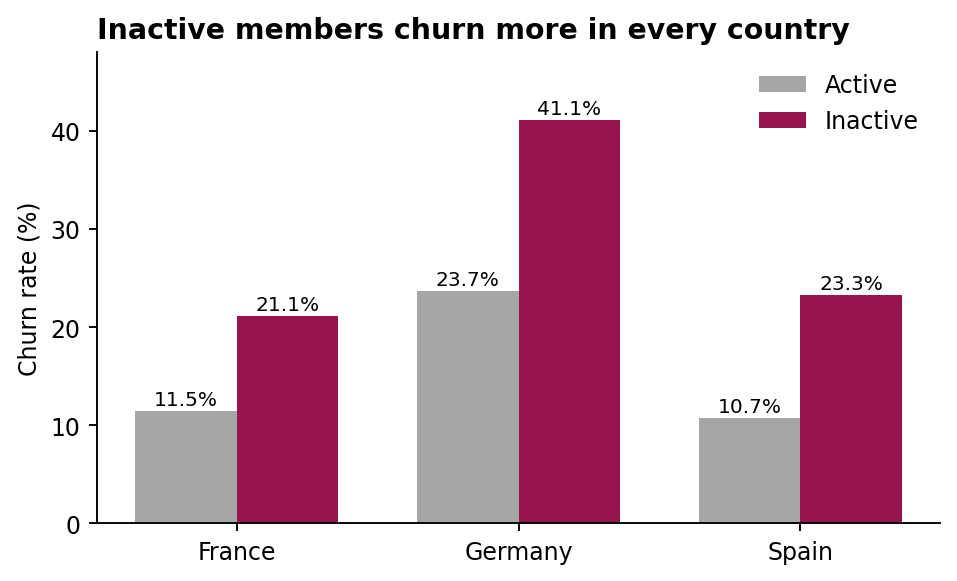 Inactive members churn more in every country
Active
Inactive
Churn rate (%)
40
30
20
10
0
11.5%
21.1%
23.7%
41.1%
10.7%
23.3%
France
Germany
Spain